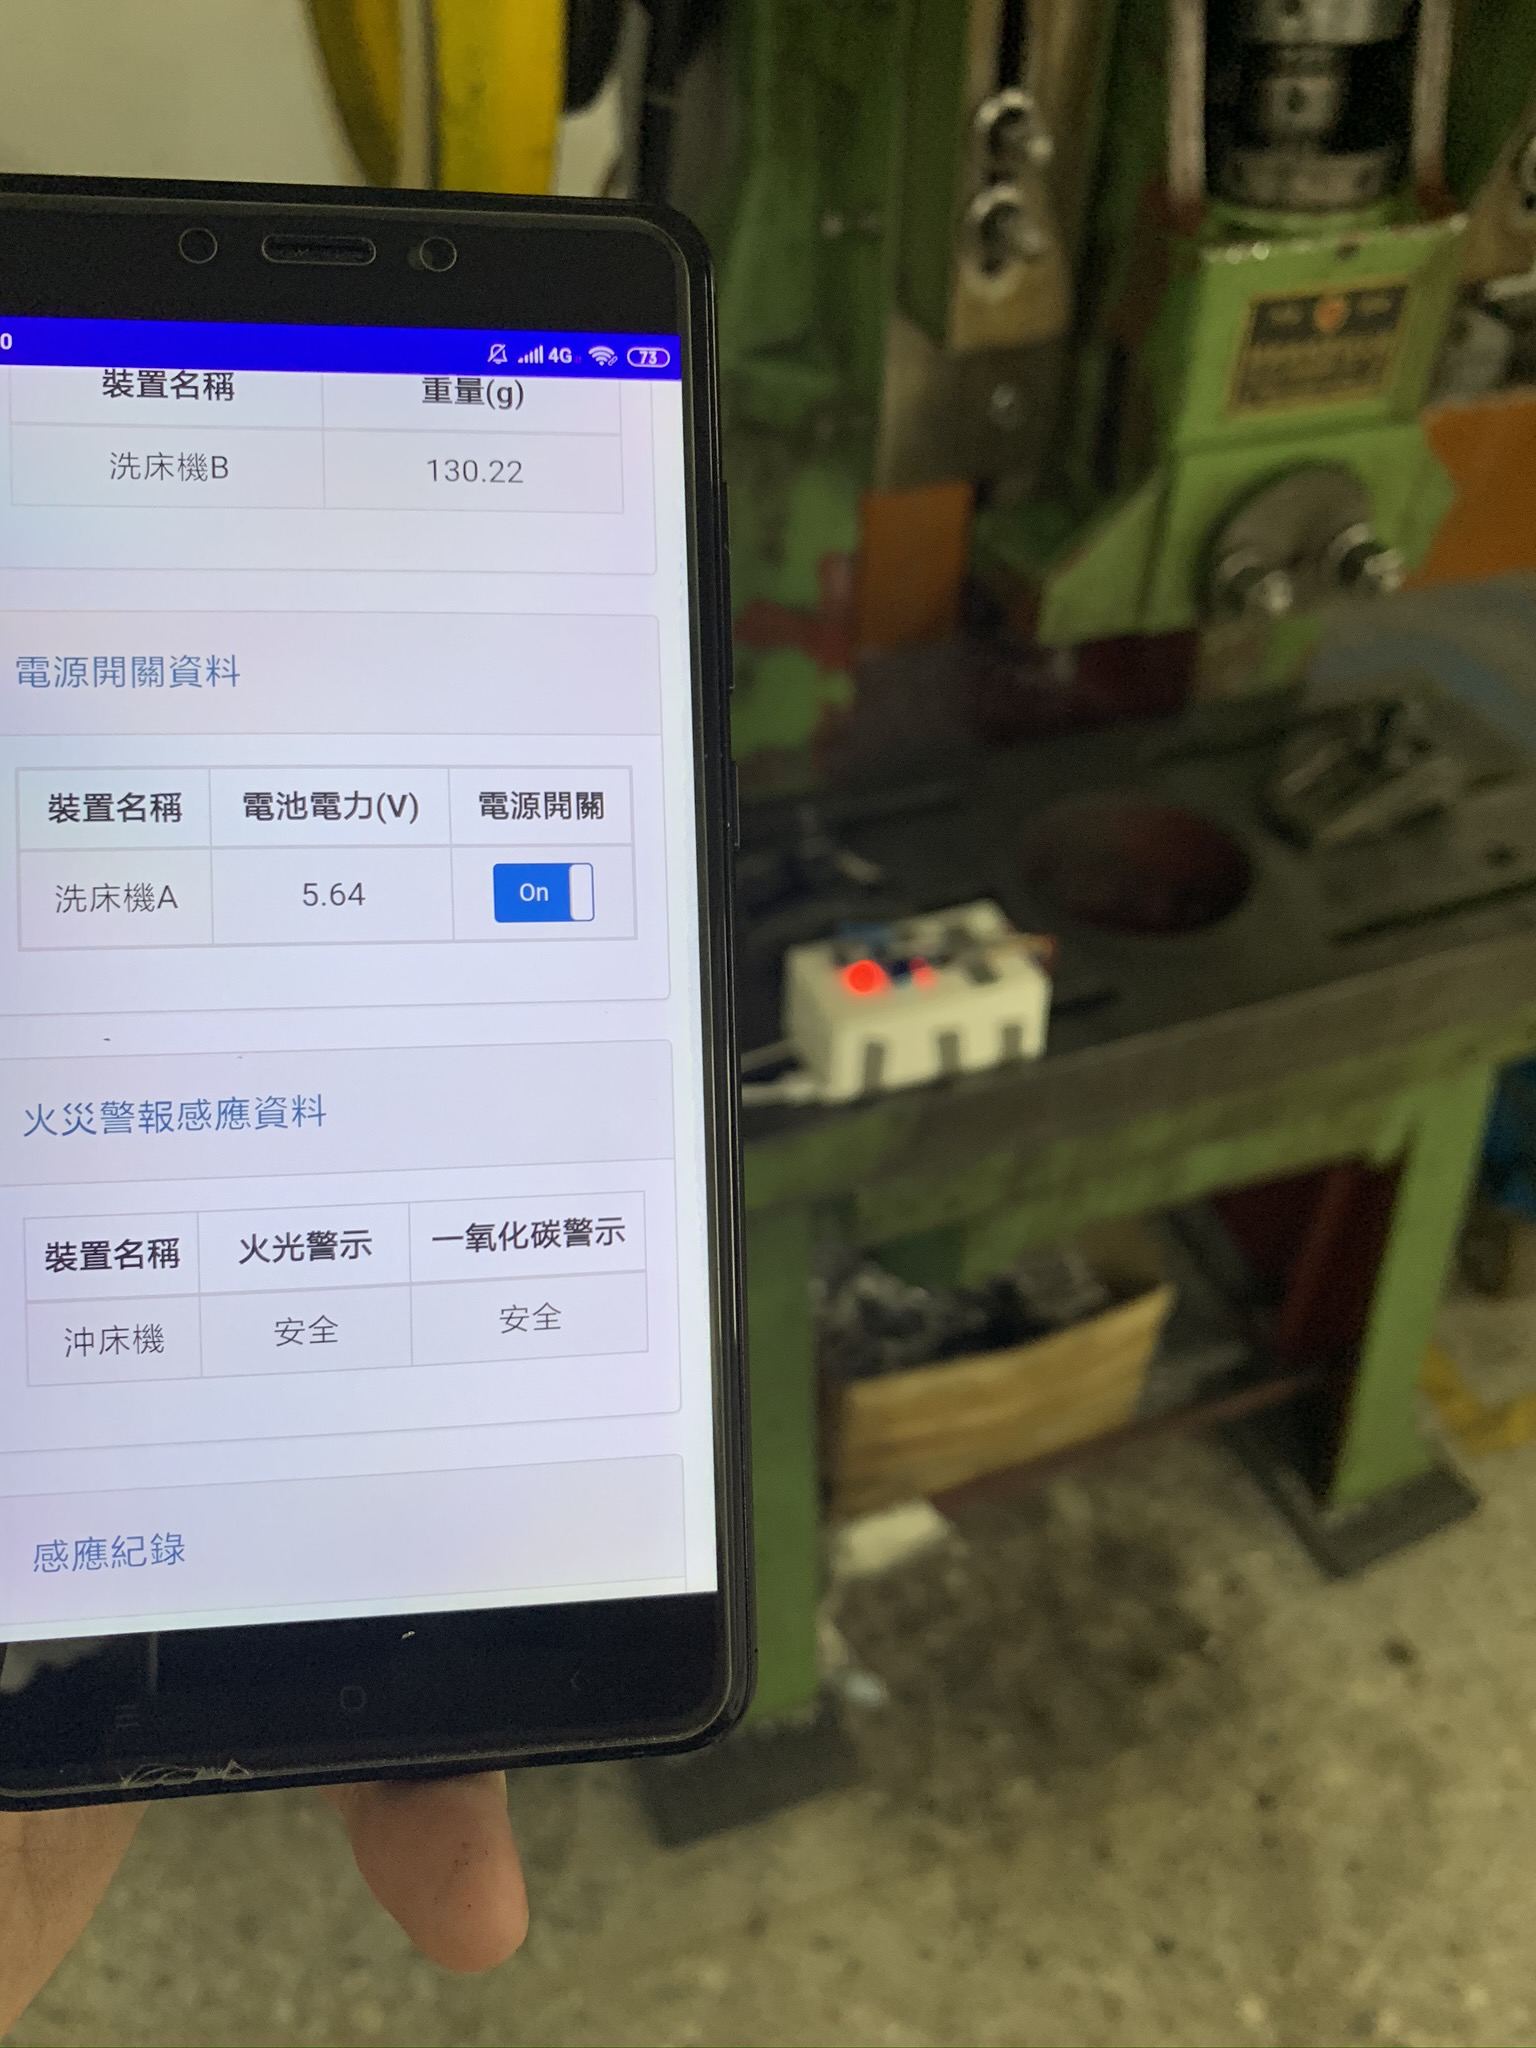 0
4G
73
裝置名稱 重量(g)
洗床機B 130.22
電源開關資料
裝置名稱 電池電力(V) 電源開關
洗床機A 5.64 On
火災警報感應資料
裝置名稱 火光警示 一氧化碳警示
沖床機 安全 安全
感應紀錄